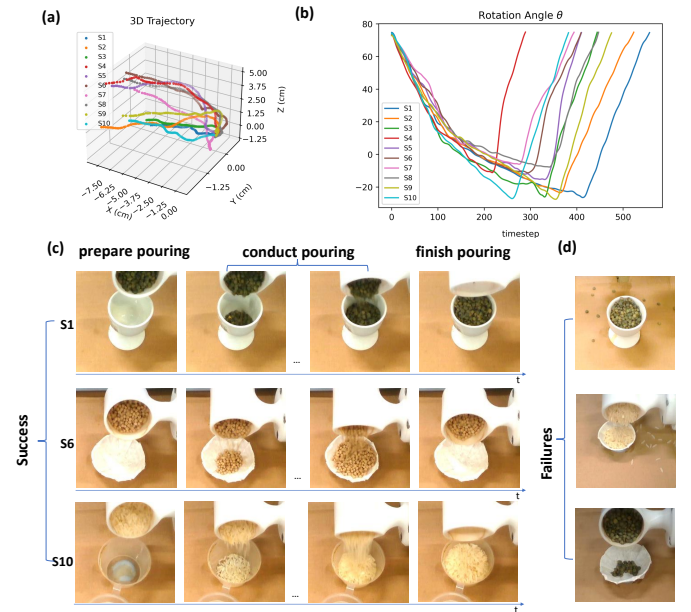 (a)
3D Trajectory
S1
S2
S3
S4
S5
S6
S7
S8
S9
S10
5.00
3.75
2.50
1.25
0.00
−1.25
Z (cm)
0.00
−1.25
Y (cm)
−7.50
−6.25
−5.00
−3.75
−2.50
−1.25
0.00
X (cm)
(b)
Rotation Angle θ
80
60
40
20
0
−20
S1
S2
S3
S4
S5
S6
S7
S8
S9
S10
0 100 200 300 400 500
timestep
(c)
prepare pouring conduct pouring finish pouring
(d)
Success
S1
...
t
S6
...
t
S10
...
t
Failures